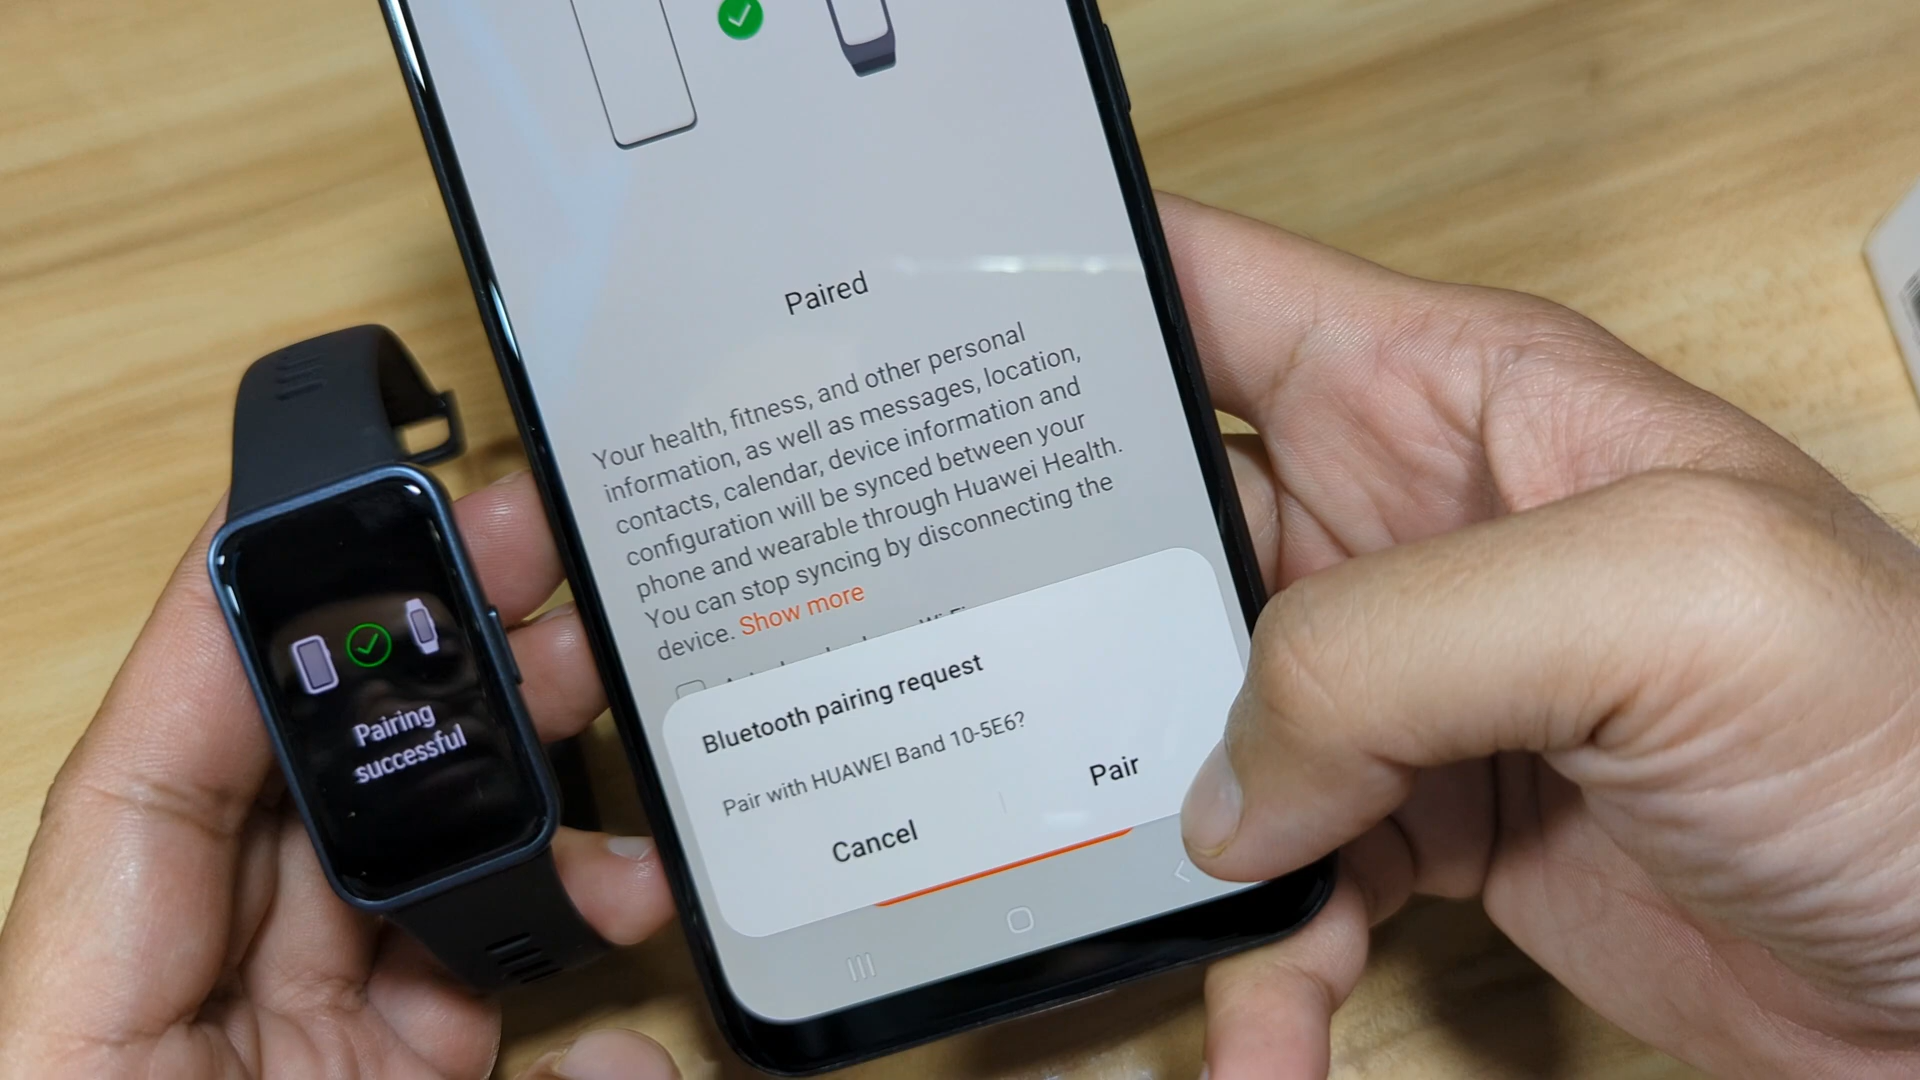 Paired
Your health, fitness, and other personal
information, as well as messages, location,
contacts, calendar, device information and
configuration will be synced between your
phone and wearable through Huawei Health.
You can stop syncing by disconnecting the
device. Show more
Bluetooth pairing request
Pair with HUAWEI Band 10-5E6?
Cancel
Pair
Pairing
successful